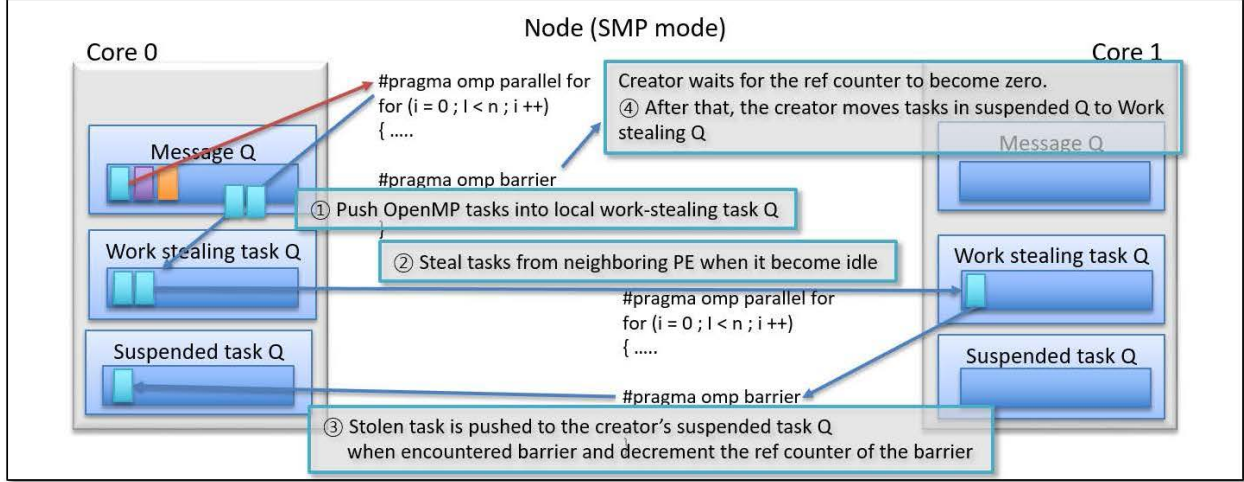 Node (SMP mode)
Core 0
Core 1
#pragma omp parallel for
for (i = 0 ; I < n ; i ++)
{ .....
#pragma omp barrier
}
Creator waits for the ref counter to become zero.
④ After that, the creator moves tasks in suspended Q to Work
stealing Q
Message Q
Message Q
① Push OpenMP tasks into local work-stealing task Q
Work stealing task Q
② Steal tasks from neighboring PE when it become idle
Work stealing task Q
#pragma omp parallel for
for (i = 0 ; I < n ; i ++)
{ .....
#pragma omp barrier
}
Suspended task Q
Suspended task Q
③ Stolen task is pushed to the creator’s suspended task Q
when encountered barrier and decrement the ref counter of the barrier